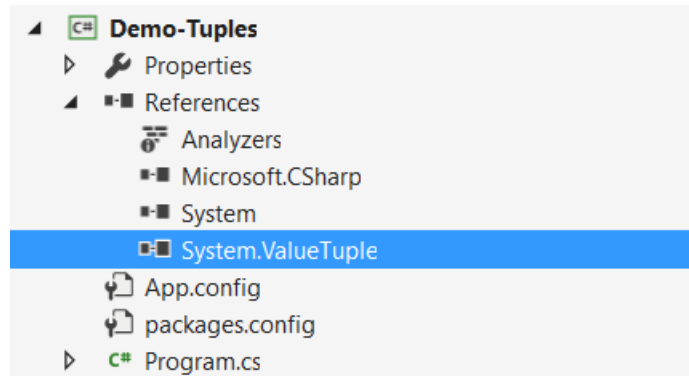 C# Demo-Tuples
Properties
References
Analyzers
Microsoft.CSharp
System
System.ValueTuple
App.config
packages.config
C# Program.cs